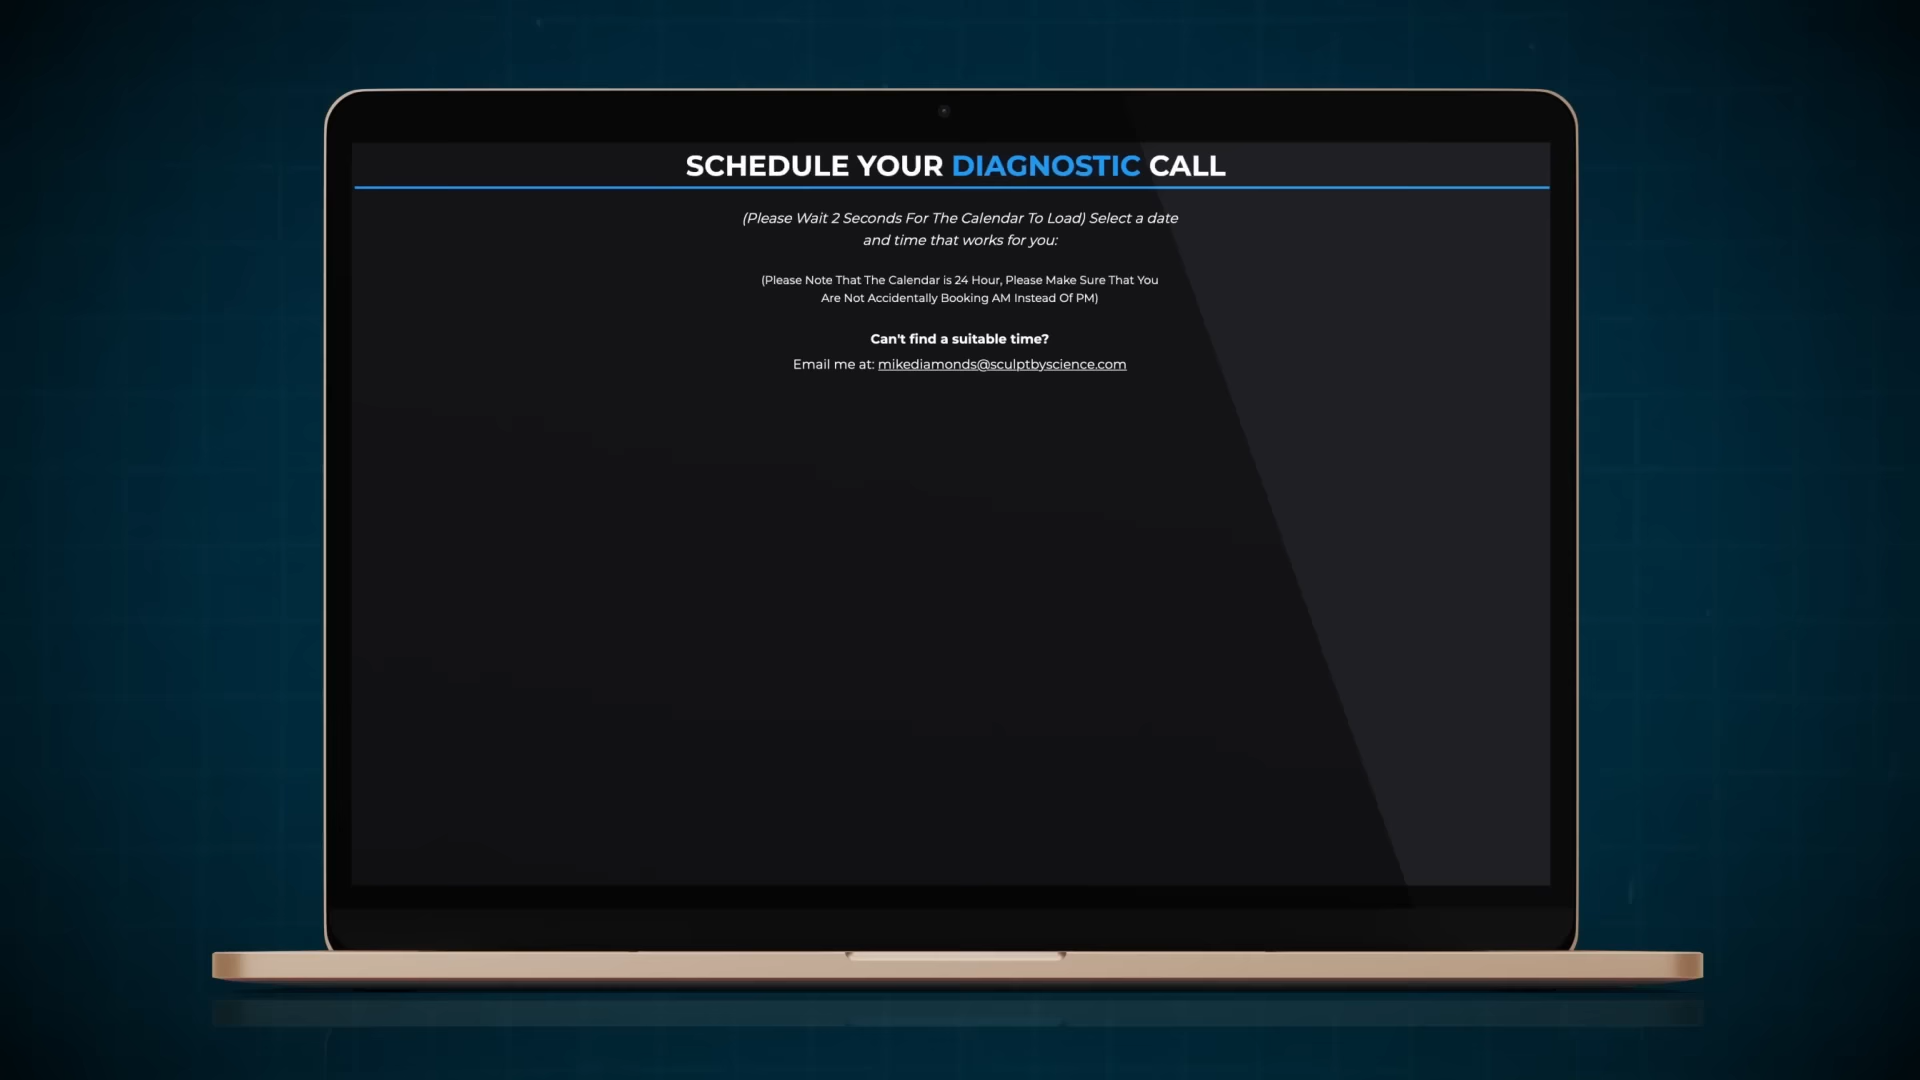 SCHEDULE YOUR DIAGNOSTIC CALL
(Please Wait 2 Seconds For The Calendar To Load) Select a date
and time that works for you:
(Please Note That The Calendar is 24 Hour, Please Make Sure That You
Are Not Accidentally Booking AM Instead Of PM)
Can't find a suitable time?
Email me at: mikediamonds@sculptbyscience.com